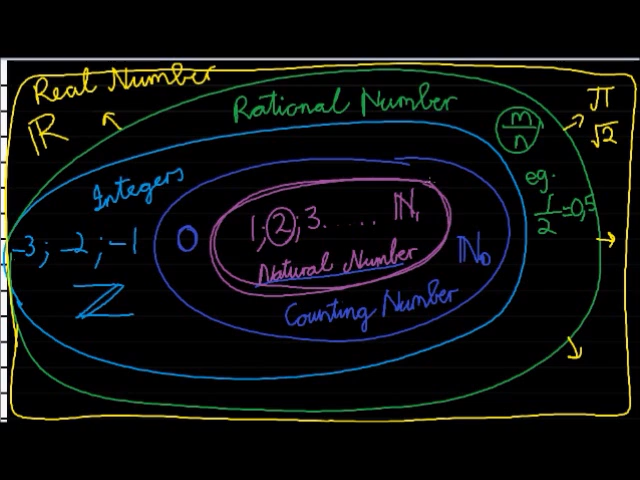 Real Number
ℝ
Rational Number
m/n
π
√2
eg.
1/2=0,5
Integers
-3; -2; -1
ℤ
0
1; 2; 3 ..... ℕ₁
Natural Number
ℕ₀
Counting Number